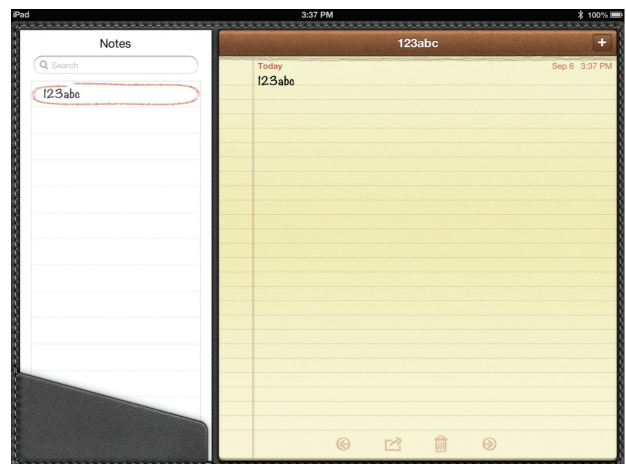 iPad 3:37 PM 100%
Notes
123abc
Search
Today Sep 6 3:37 PM
123abc
123abc